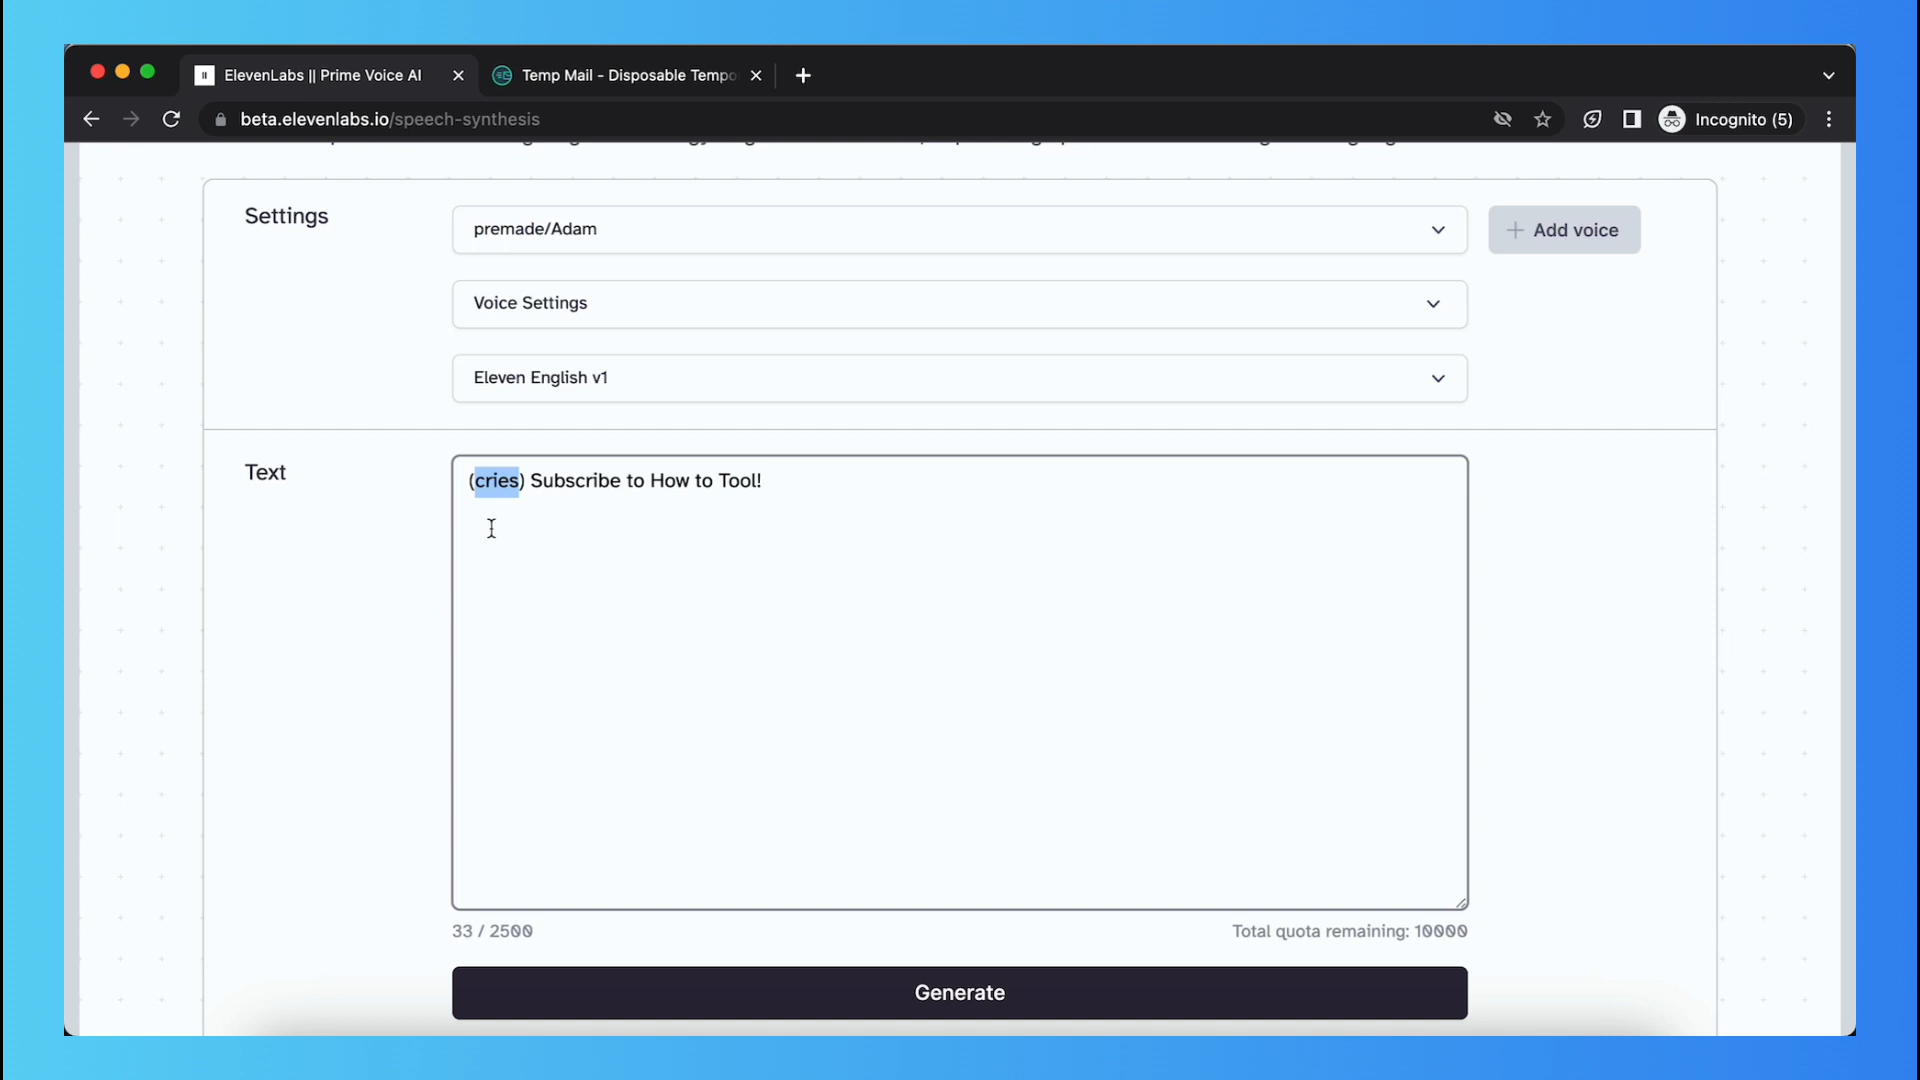 ElevenLabs || Prime Voice AI
Temp Mail - Disposable Tempo
beta.elevenlabs.io/speech-synthesis
Incognito (5)
Settings
premade/Adam
Add voice
Voice Settings
Eleven English v1
Text
(cries) Subscribe to How to Tool!
33 / 2500
Total quota remaining: 10000
Generate